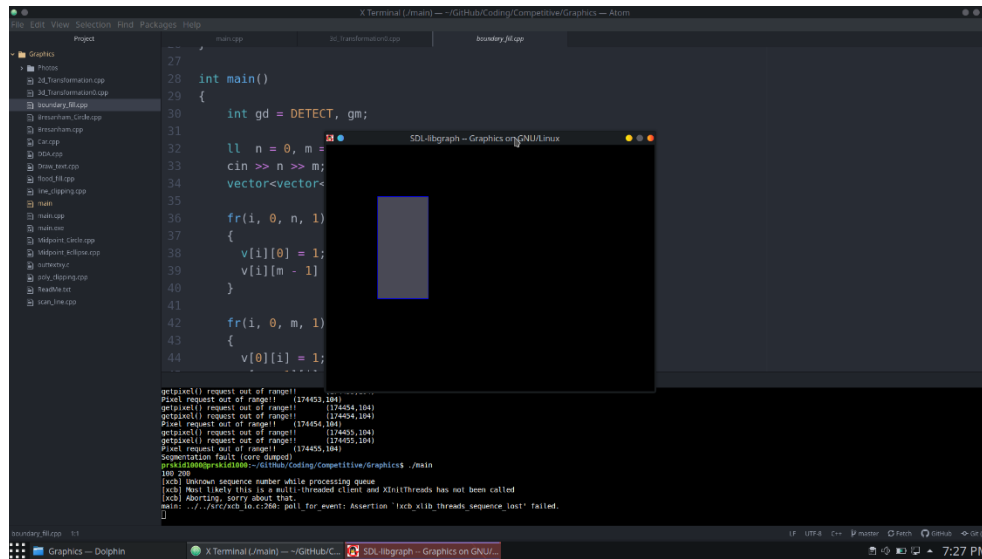 X Terminal (./main) — ~/GitHub/Coding/Competitive/Graphics — Atom
File Edit View Selection Find Packages Help
Project
main.cpp 2d_Transformation0.cpp boundary_fill.cpp
Graphics
Photos
2d_Transformation.cpp
3d_Transformation0.cpp
boundary_fill.cpp
Bresanham_Circle.cpp
Bresanham.cpp
Car.cpp
DDA.cpp
Draw_text.cpp
flood_fill.cpp
line_clipping.cpp
main
main.cpp
main.exe
Midpoint_Circle.cpp
Midpoint_Ecllipse.cpp
outtextxy.c
poly_clipping.cpp
ReadMe.txt
scan_line.cpp
27
28 int main()
29 {
30 int gd = DETECT, gm;
31
32 ll n = 0, m =
33 cin >> n >> m;
34 vector<vector<
35
36 fr(i, 0, n, 1)
37 {
38 v[i][0] = 1;
39 v[i][m - 1]
40 }
41
42 fr(i, 0, m, 1)
43 {
44 v[0][i] = 1;
SDL-libgraph -- Graphics on GNU/Linux
getpixel() request out of range!!
Pixel request out of range!! (174453,104)
getpixel() request out of range!! (174454,104)
getpixel() request out of range!! (174454,104)
Pixel request out of range!! (174454,104)
getpixel() request out of range!! (174455,104)
getpixel() request out of range!! (174455,104)
Pixel request out of range!! (174455,104)
Segmentation fault (core dumped)
prskid1000@prskid1000:~/GitHub/Coding/Competitive/Graphics$ ./main
100 200
[xcb] Unknown sequence number while processing queue
[xcb] Most likely this is a multi-threaded client and XInitThreads has not been called
[xcb] Aborting, sorry about that.
main: ../../src/xcb_io.c:260: poll_for_event: Assertion `!xcb_xlib_threads_sequence_lost' failed.
boundary_fill.cpp 1:1 LF UTF-8 C++ master Fetch GitHub Git
Graphics — Dolphin X Terminal (./main) — ~/GitHub/C... SDL-libgraph -- Graphics on GNU/... 7:27 PM